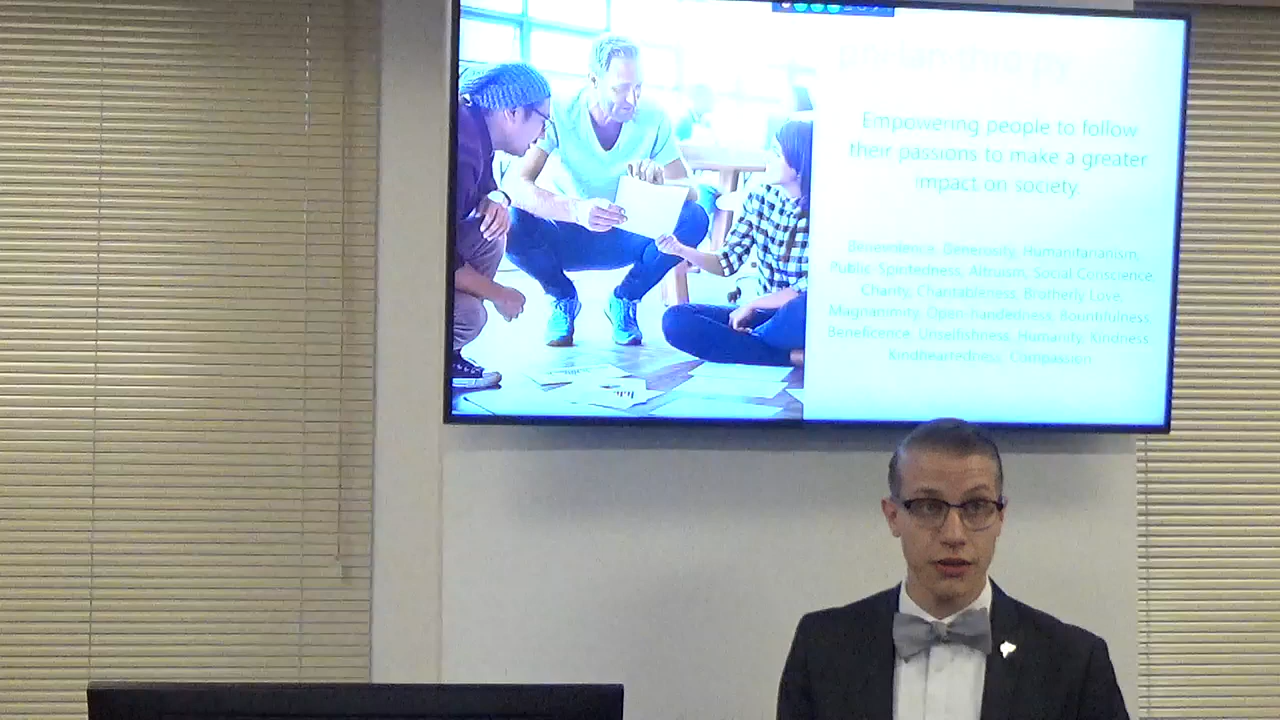 philanthropy
Empowering people to follow
their passions to make a greater
impact on society.
Benevolence, Generosity, Humanitarianism,
Public-Spiritedness, Altruism, Social Conscience,
Charity, Charitableness, Brotherly Love,
Magnanimity, Open-handedness, Bountifulness,
Beneficence, Unselfishness, Humanity, Kindness,
Kindheartedness, Compassion